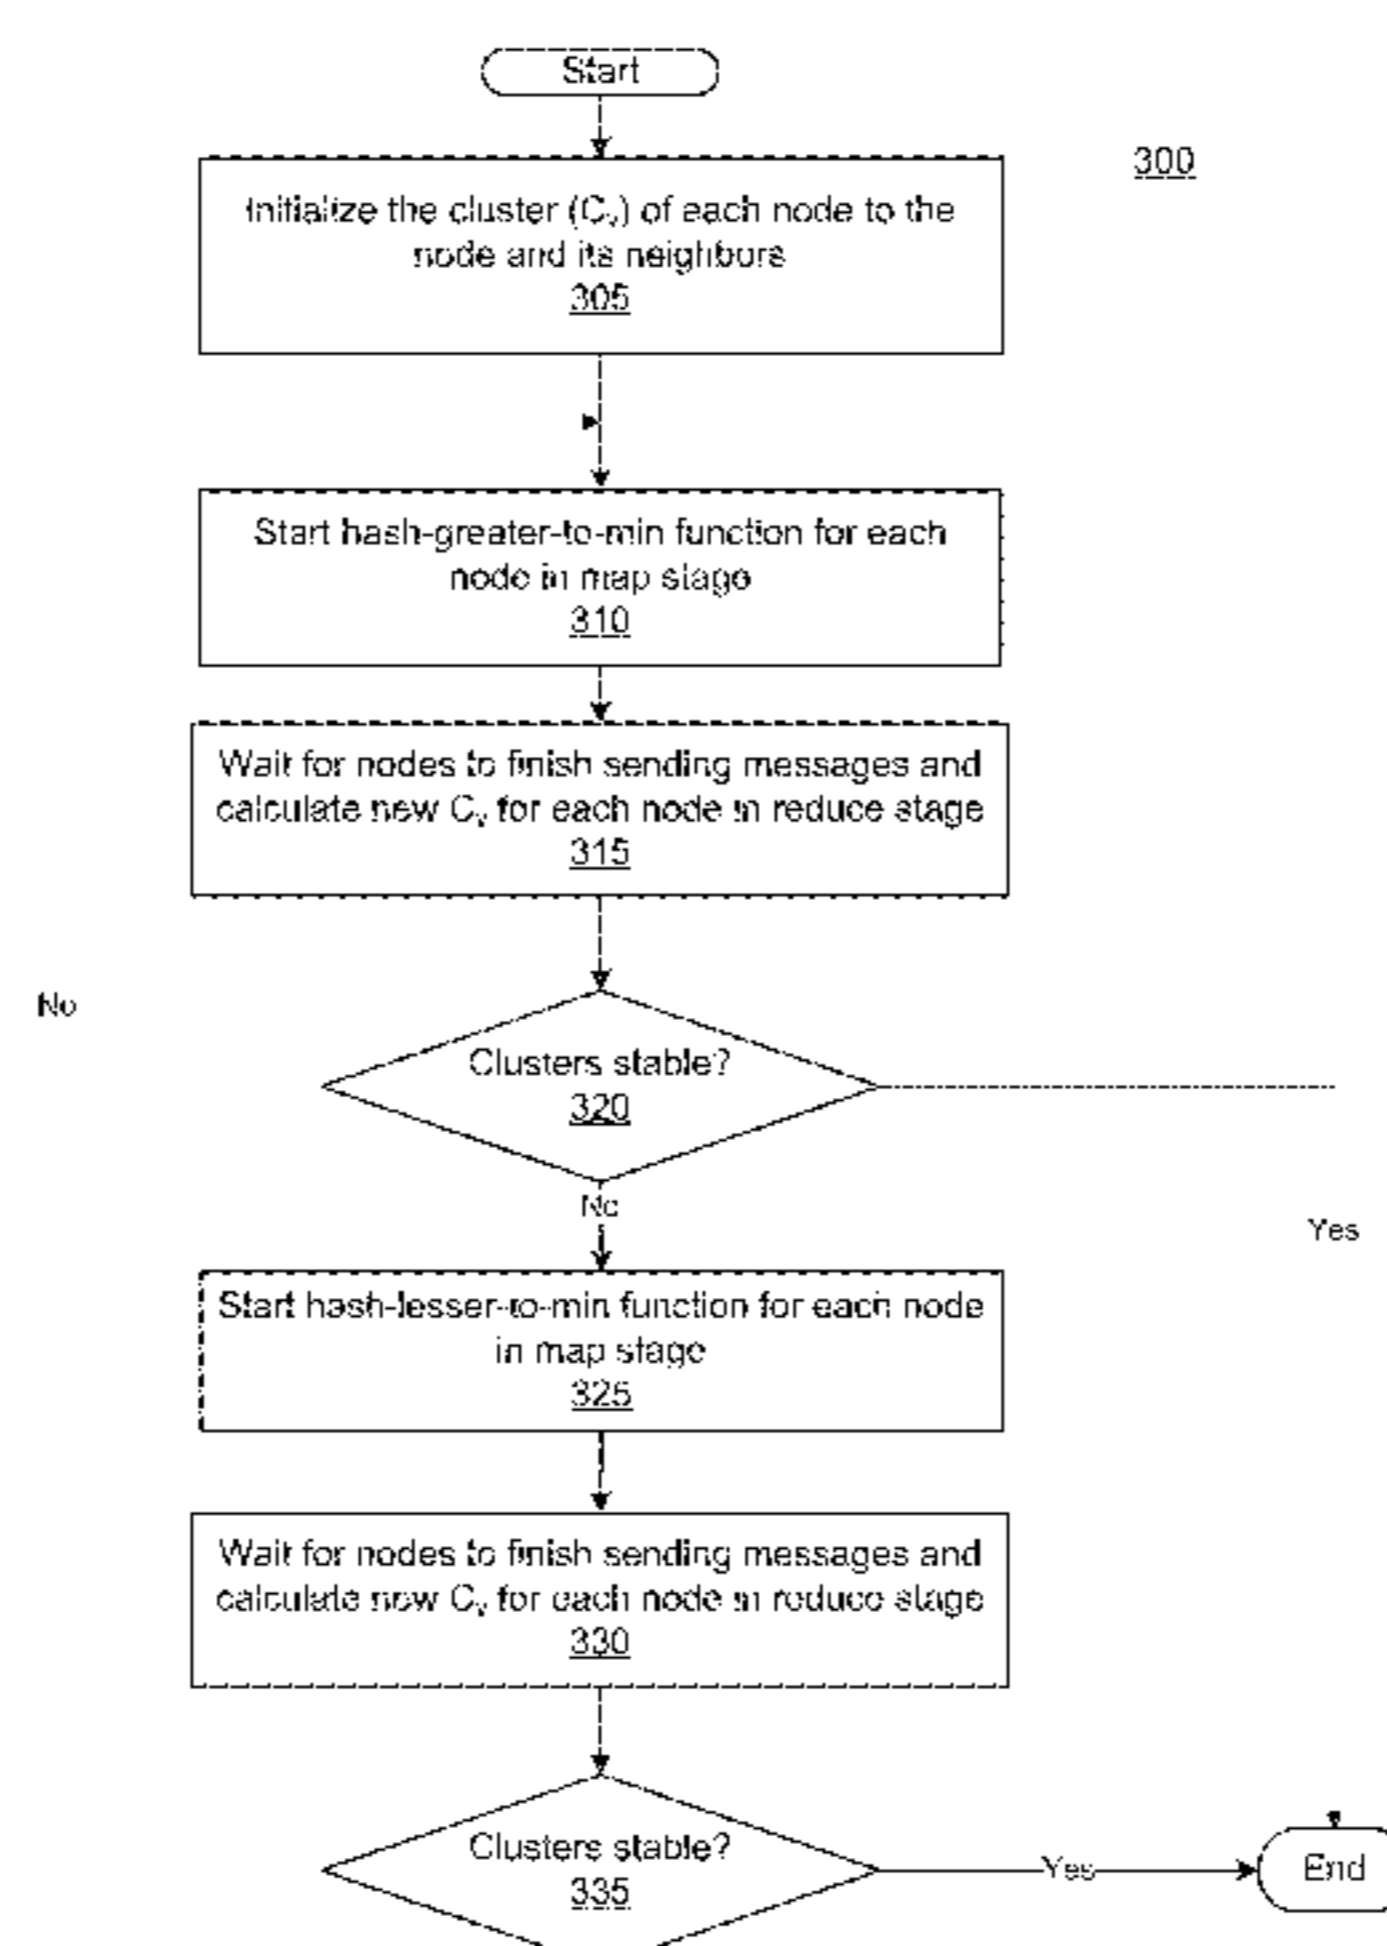 Start
300
Initialize the cluster (Cv) of each node to the
node and its neighbors
305
Start hash-greater-to-min function for each
node in map stage
310
Wait for nodes to finish sending messages and
calculate new Cv for each node in reduce stage
315
No
Clusters stable?
320
No
Yes
Start hash-lesser-to-min function for each node
in map stage
325
Wait for nodes to finish sending messages and
calculate new Cv for each node in reduce stage
330
Clusters stable?
335
Yes
End